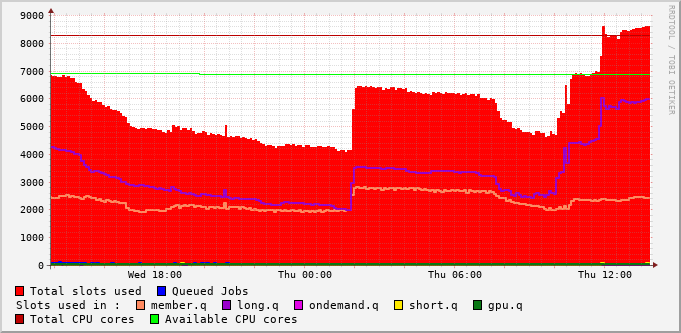 9000
8000
7000
6000
5000
4000
3000
2000
1000
0
Wed 18:00 Thu 00:00 Thu 06:00 Thu 12:00
RRDTOOL / TOBI OETIKER
Total slots used Queued Jobs
Slots used in : member.q long.q ondemand.q short.q gpu.q
Total CPU cores Available CPU cores